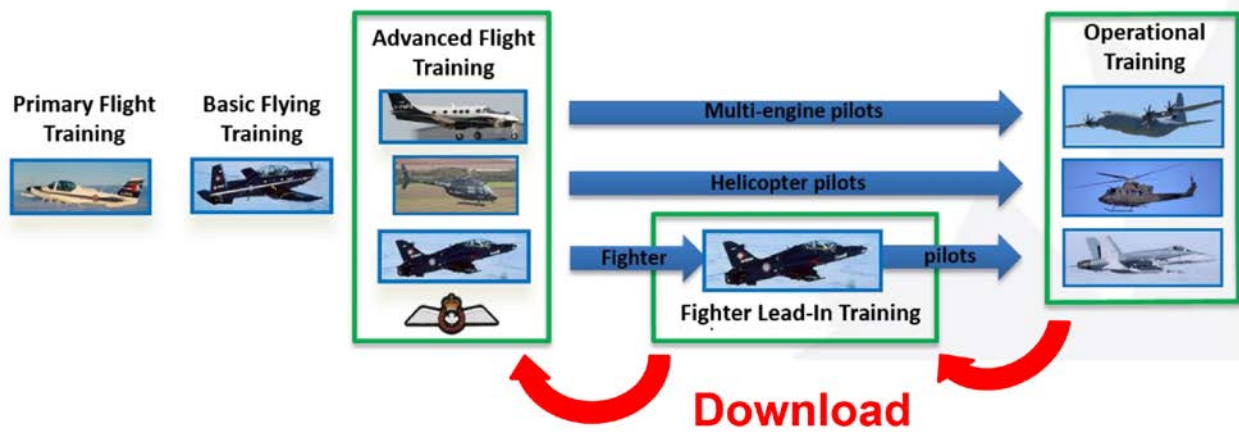 Primary Flight
Training
Basic Flying
Training
Advanced Flight
Training
Multi-engine pilots
Helicopter pilots
Fighter
pilots
Fighter Lead-In Training
Operational
Training
Download